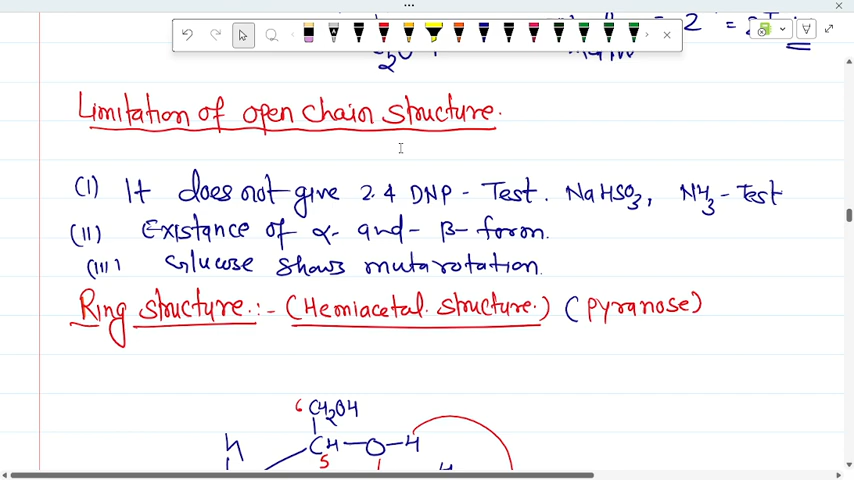 = 2
Limitation of open chain structure.
(I) It does not give 2.4 DNP - Test. NaHSO3, NH3 - Test
(II) Existance of α- and - β- form.
(III) Glucose shows mutarotation.
Ring structure :- (Hemiacetal. structure.) (Pyranose)
6 CH2OH
H CH—O—H
5